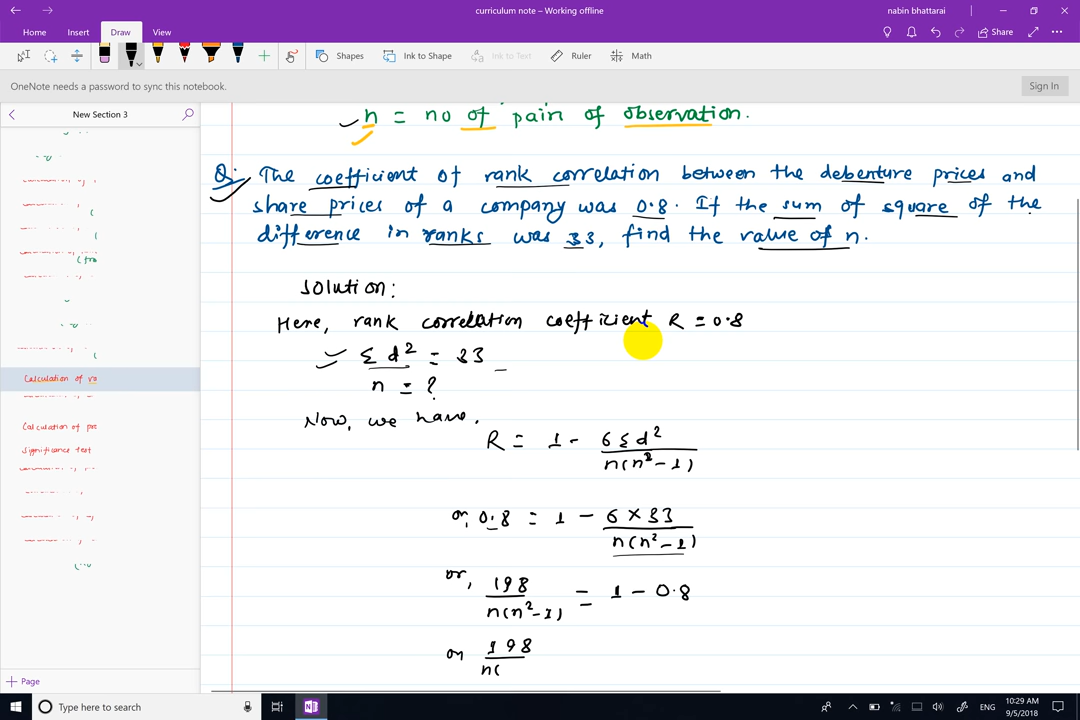 curriculum note – Working offline
nabin bhattarai
Home Insert Draw View
Share
Shapes Ink to Shape Ink to Text Ruler Math
OneNote needs a password to sync this notebook.
Sign In
New Section 3
n = no of pair of observation.
Q: The coefficient of rank correlation between the debenture prices and
share prices of a company was 0.8. If the sum of square of the
difference in ranks was 33, find the value of n.
Solution:
Here, rank correlation coefficient R = 0.8
Σd² = 33
n = ?
Now, we have,
R = 1 - 6Σd² / n(n²-1)
or, 0.8 = 1 - 6×33 / n(n²-1)
or, 198 / n(n²-1) = 1 - 0.8
or 198 / n(
Calculation of
Calculation of
Significance test
+ Page
Type here to search
ENG
10:29 AM
9/5/2018